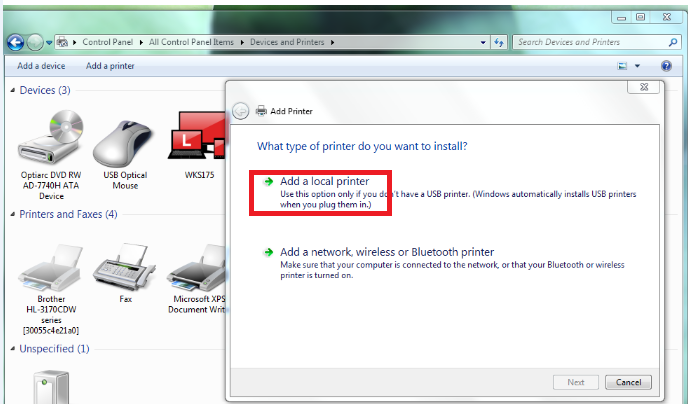 Control Panel
All Control Panel Items
Devices and Printers
Search Devices and Printers
Add a device
Add a printer
Devices (3)
Optiarc DVD RW
AD-7740H ATA
Device
USB Optical
Mouse
WKS175
Printers and Faxes (4)
Brother
HL-3170CDW
series
[30055c4e21a0]
Fax
Microsoft XPS
Document Writ
Unspecified (1)
Add Printer
What type of printer do you want to install?
Add a local printer
Use this option only if you don't have a USB printer. (Windows automatically installs USB printers
when you plug them in.)
Add a network, wireless or Bluetooth printer
Make sure that your computer is connected to the network, or that your Bluetooth or wireless
printer is turned on.
Next
Cancel